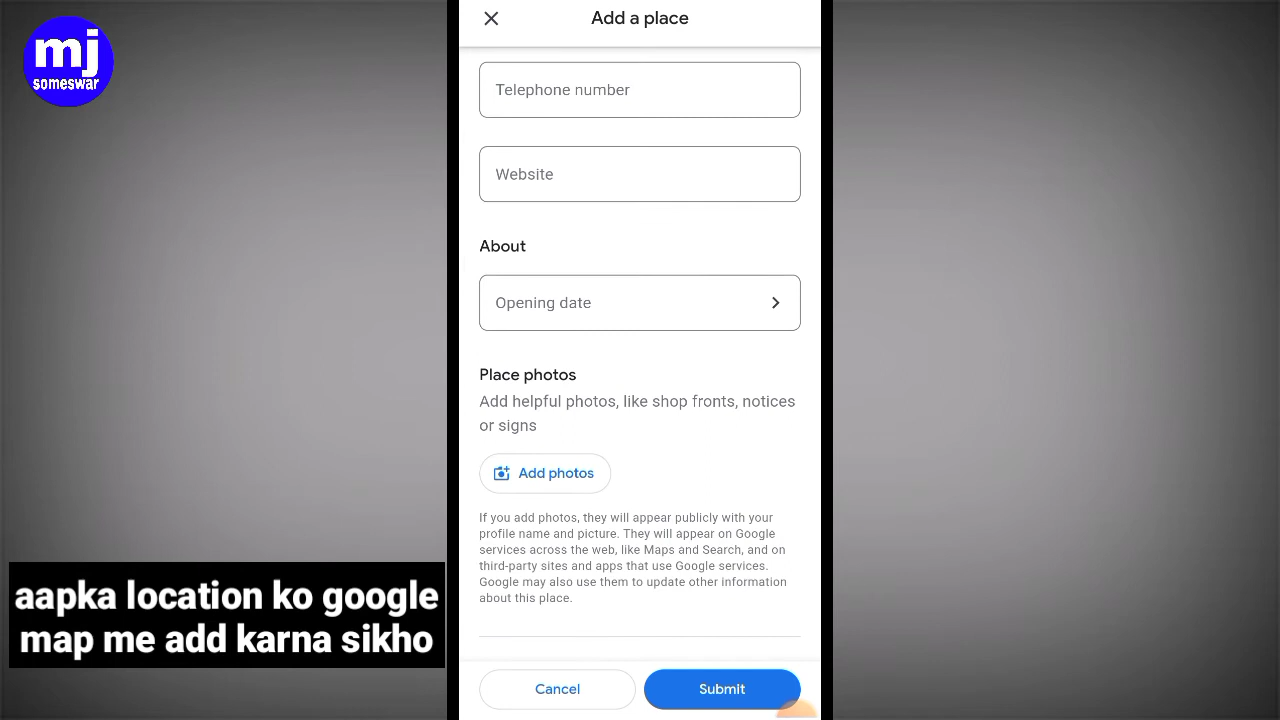 mj
someswar
Add a place
Telephone number
Website
About
Opening date
Place photos
Add helpful photos, like shop fronts, notices
or signs
Add photos
If you add photos, they will appear publicly with your
profile name and picture. They will appear on Google
services across the web, like Maps and Search, and on
third-party sites and apps that use Google services.
Google may also use them to update other information
about this place.
Cancel
Submit
aapka location ko google
map me add karna sikho